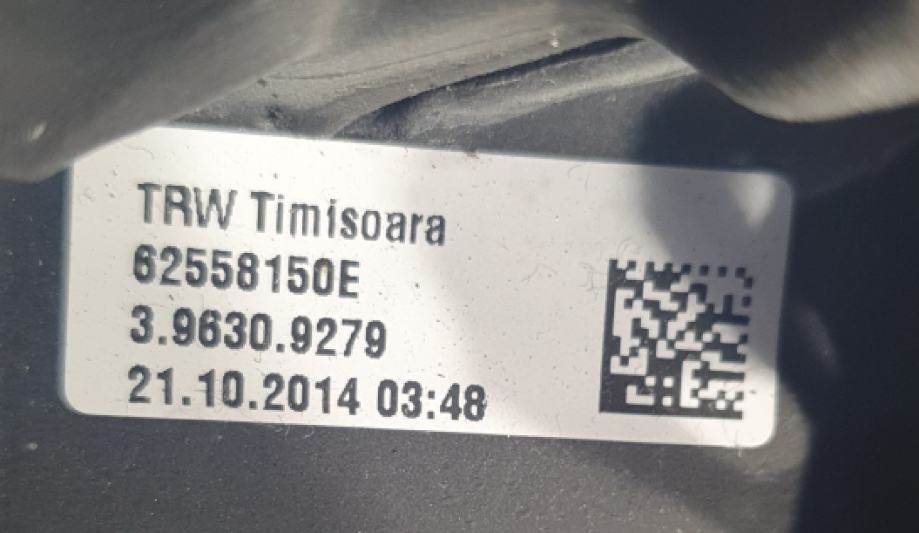 TRW Timisoara
62558150E
3.9630.9279
21.10.2014 03:48